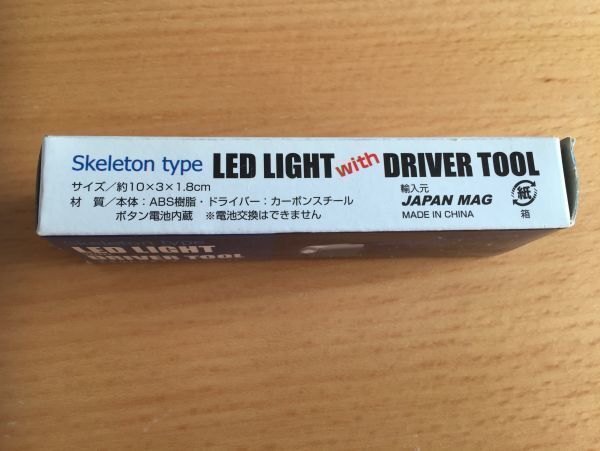 Skeleton type LED LIGHT with DRIVER TOOL
サイズ／約10×3×1.8cm
材　質／本体：ABS樹脂・ドライバー：カーボンスチール
ボタン電池内蔵　※電池交換はできません
輸入元
JAPAN MAG
MADE IN CHINA
紙
箱
LED LIGHT
DRIVER TOOL